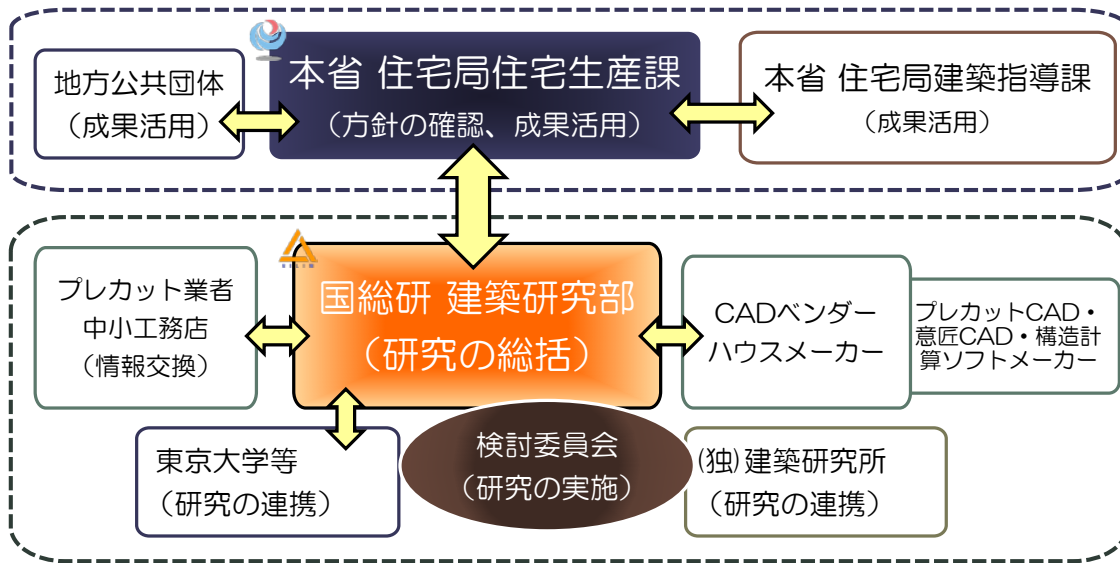 地方公共団体
（成果活用）
本省 住宅局住宅生産課
（方針の確認、成果活用）
本省 住宅局建築指導課
（成果活用）
プレカット業者
中小工務店
（情報交換）
国総研 建築研究部
（研究の総括）
CADベンダー
ハウスメーカー
プレカットCAD・
意匠CAD・構造計
算ソフトメーカー
東京大学等
（研究の連携）
検討委員会
（研究の実施）
(独)建築研究所
（研究の連携）